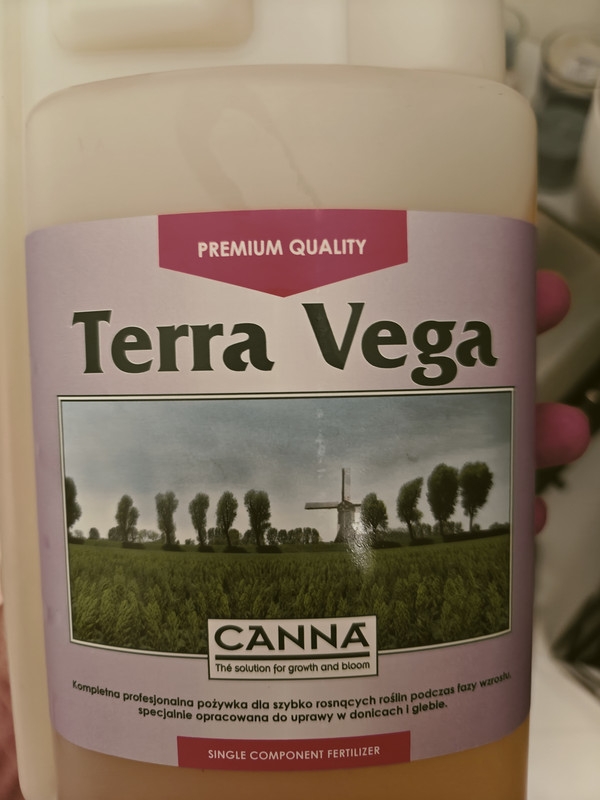 PREMIUM QUALITY
Terra Vega
CANNA
The solution for growth and bloom
Kompletna profesjonalna pożywka dla szybko rosnących roślin podczas fazy wzrostu,
specjalnie opracowana do uprawy w donicach i glebie.
SINGLE COMPONENT FERTILIZER